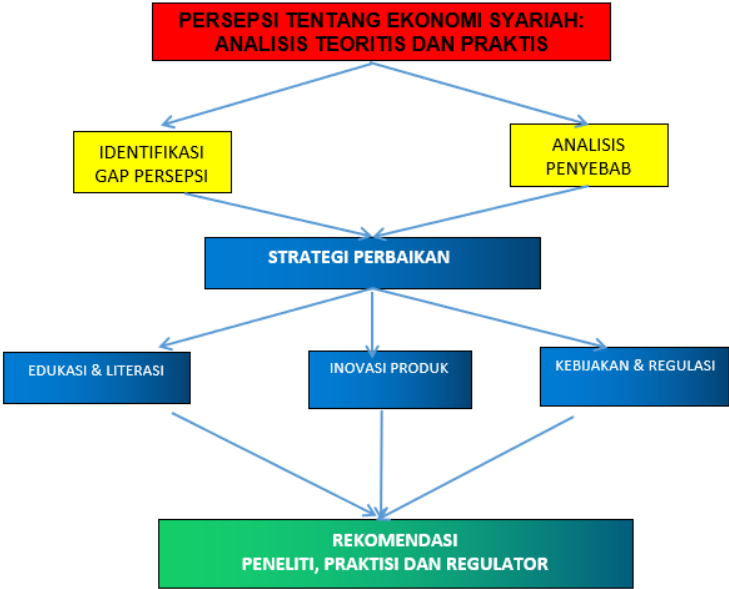 PERSEPSI TENTANG EKONOMI SYARIAH:
ANALISIS TEORITIS DAN PRAKTIS
IDENTIFIKASI
GAP PERSEPSI
ANALISIS
PENYEBAB
STRATEGI PERBAIKAN
EDUKASI & LITERASI
INOVASI PRODUK
KEBIJAKAN & REGULASI
REKOMENDASI
PENELITI, PRAKTISI DAN REGULATOR